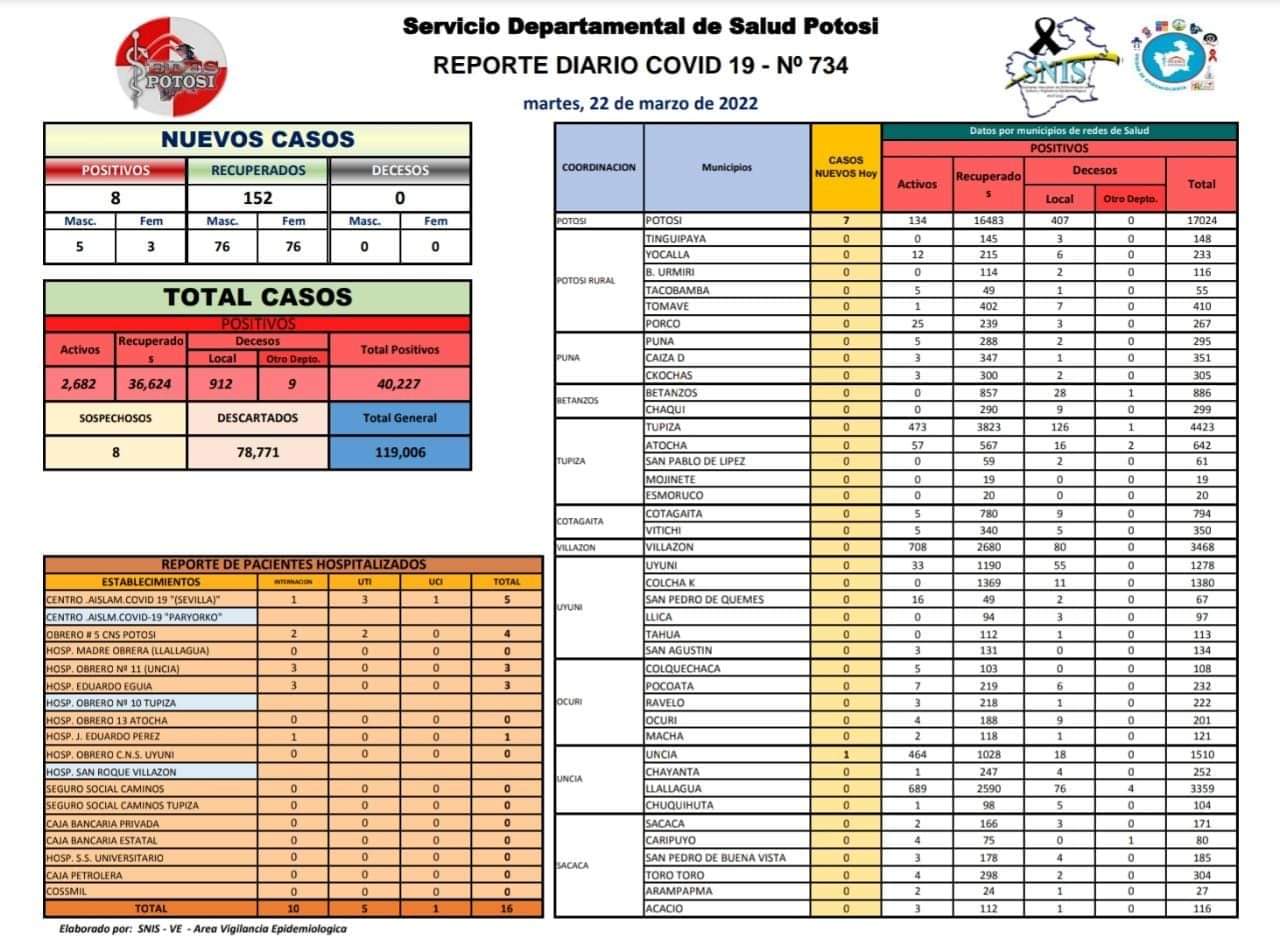 Servicio Departamental de Salud Potosi
REPORTE DIARIO COVID 19 - Nº 734
martes, 22 de marzo de 2022
SEDES
POTOSI
SNIS
NUEVOS CASOS
POSITIVOS RECUPERADOS DECESOS
8 152 0
Masc. Fem Masc. Fem Masc. Fem
5 3 76 76 0 0
TOTAL CASOS
POSITIVOS
Activos Recuperado s Decesos Total Positivos
Local Otro Depto.
2,682 36,624 912 9 40,227
SOSPECHOSOS DESCARTADOS Total General
8 78,771 119,006
REPORTE DE PACIENTES HOSPITALIZADOS
ESTABLECIMIENTOS INTERNACION UTI UCI TOTAL
CENTRO .AISLAM.COVID 19 "(SEVILLA)" 1 3 1 5
CENTRO .AISLM.COVID-19 "PARYORKO"
OBRERO # 5 CNS POTOSI 2 2 0 4
HOSP. MADRE OBRERA (LLALLAGUA) 0 0 0 0
HOSP. OBRERO Nº 11 (UNCIA) 3 0 0 3
HOSP. EDUARDO EGUIA 3 0 0 3
HOSP. OBRERO Nº 10 TUPIZA
HOSP. OBRERO 13 ATOCHA 0 0 0 0
HOSP. J. EDUARDO PEREZ 1 0 0 1
HOSP. OBRERO C.N.S. UYUNI 0 0 0 0
HOSP. SAN ROQUE VILLAZON
SEGURO SOCIAL CAMINOS 0 0 0 0
SEGURO SOCIAL CAMINOS TUPIZA 0 0 0 0
CAJA BANCARIA PRIVADA 0 0 0 0
CAJA BANCARIA ESTATAL 0 0 0 0
HOSP. S.S. UNIVERSITARIO 0 0 0 0
CAJA PETROLERA 0 0 0 0
COSSMIL 0 0 0 0
TOTAL 10 5 1 16
Elaborado por: SNIS - VE - Area Vigilancia Epidemiologica
Datos por municipios de redes de Salud
COORDINACION Municipios CASOS NUEVOS Hoy POSITIVOS
Activos Recuperado s Decesos Total
Local Otro Depto.
POTOSI POTOSI 7 134 16483 407 0 17024
POTOSI RURAL
TINGUIPAYA 0 0 145 3 0 148
YOCALLA 0 12 215 6 0 233
B. URMIRI 0 0 114 2 0 116
TACOBAMBA 0 5 49 1 0 55
TOMAVE 0 1 402 7 0 410
PORCO 0 25 239 3 0 267
PUNA
PUNA 0 5 288 2 0 295
CAIZA D 0 3 347 1 0 351
CKOCHAS 0 3 300 2 0 305
BETANZOS
BETANZOS 0 0 857 28 1 886
CHAQUI 0 0 290 9 0 299
TUPIZA
TUPIZA 0 473 3823 126 1 4423
ATOCHA 0 57 567 16 2 642
SAN PABLO DE LIPEZ 0 0 59 2 0 61
MOJINETE 0 0 19 0 0 19
ESMORUCO 0 0 20 0 0 20
COTAGAITA
COTAGAITA 0 5 780 9 0 794
VITICHI 0 5 340 5 0 350
VILLAZON VILLAZON 0 708 2680 80 0 3468
UYUNI
UYUNI 0 33 1190 55 0 1278
COLCHA K 0 0 1369 11 0 1380
SAN PEDRO DE QUEMES 0 16 49 2 0 67
LLICA 0 0 94 3 0 97
TAHUA 0 0 112 1 0 113
SAN AGUSTIN 0 3 131 0 0 134
OCURI
COLQUECHACA 0 5 103 0 0 108
POCOATA 0 7 219 6 0 232
RAVELO 0 3 218 1 0 222
OCURI 0 4 188 9 0 201
MACHA 0 2 118 1 0 121
UNCIA
UNCIA 1 464 1028 18 0 1510
CHAYANTA 0 1 247 4 0 252
LLALLAGUA 0 689 2590 76 4 3359
CHUQUIHUTA 0 1 98 5 0 104
SACACA
SACACA 0 2 166 3 0 171
CARIPUYO 0 4 75 0 1 80
SAN PEDRO DE BUENA VISTA 0 3 178 4 0 185
TORO TORO 0 4 298 2 0 304
ARAMPAPMA 0 2 24 1 0 27
ACACIO 0 3 112 1 0 116